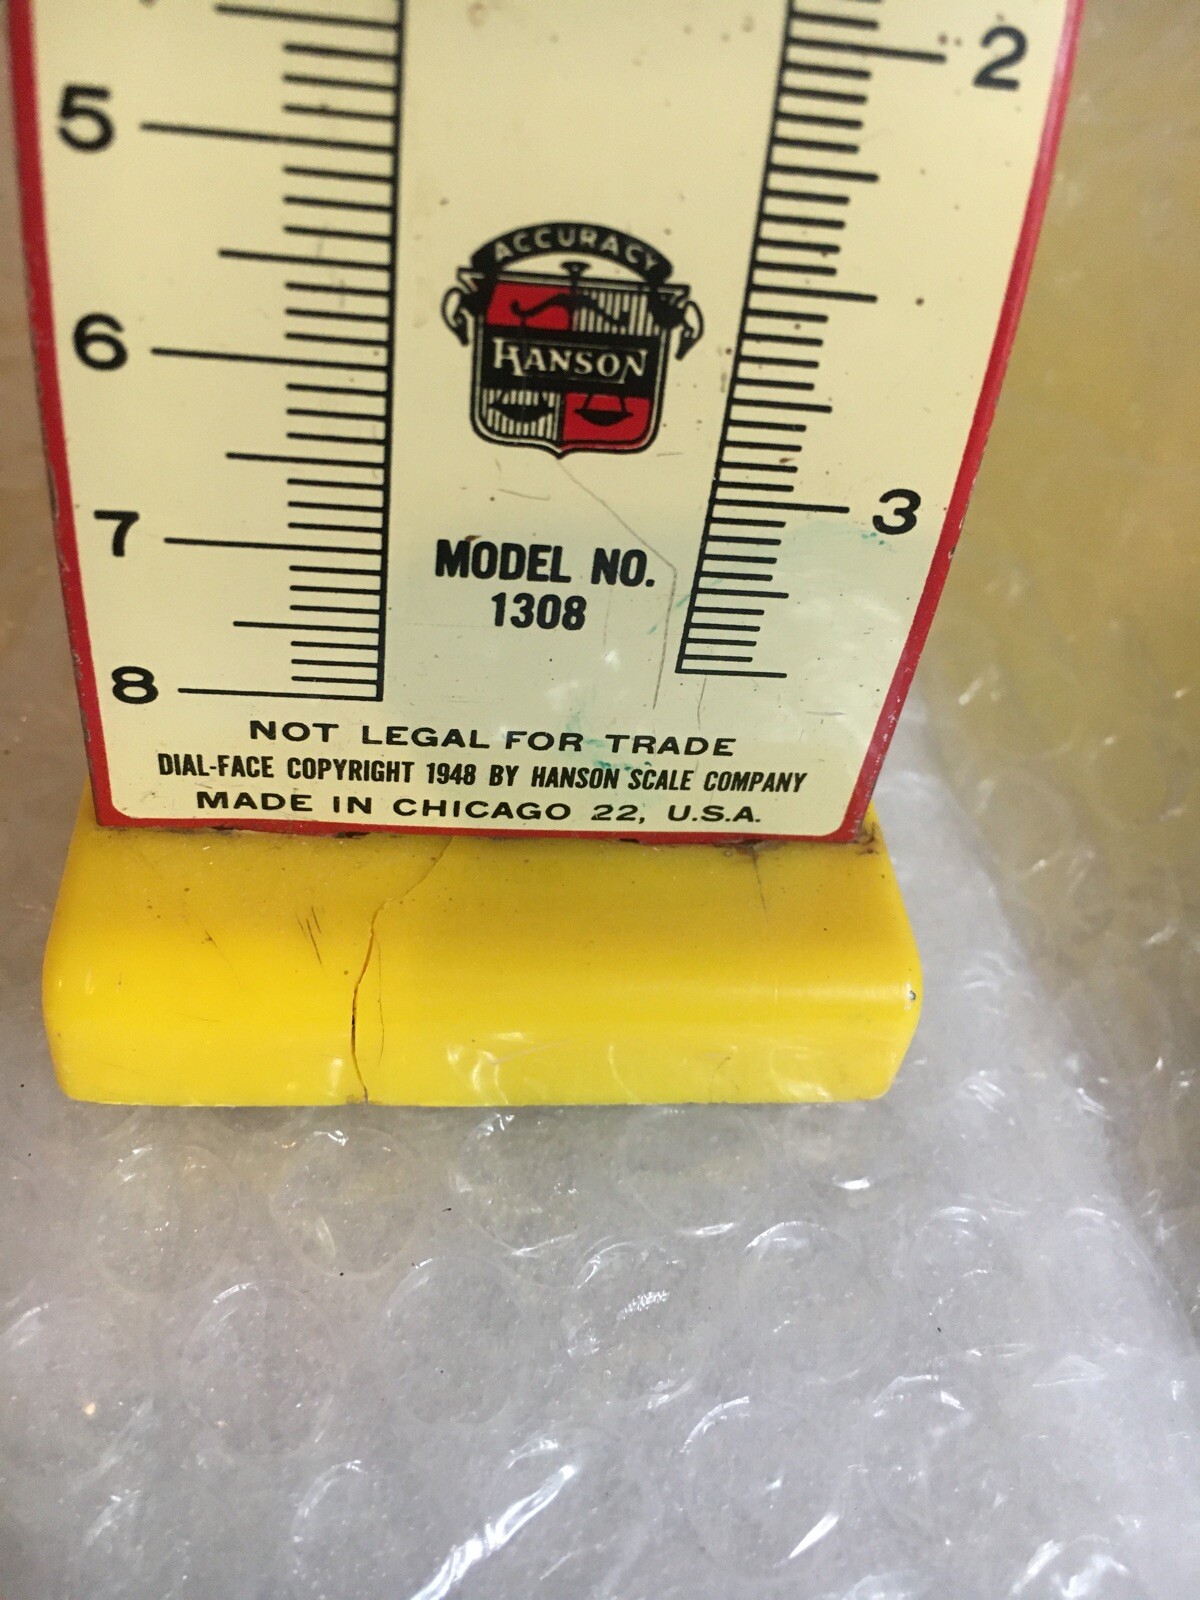 2
5
ACCURACY
6
HANSON
3
7
MODEL NO.
1308
8
NOT LEGAL FOR TRADE
DIAL-FACE COPYRIGHT 1948 BY HANSON SCALE COMPANY
MADE IN CHICAGO 22, U.S.A.